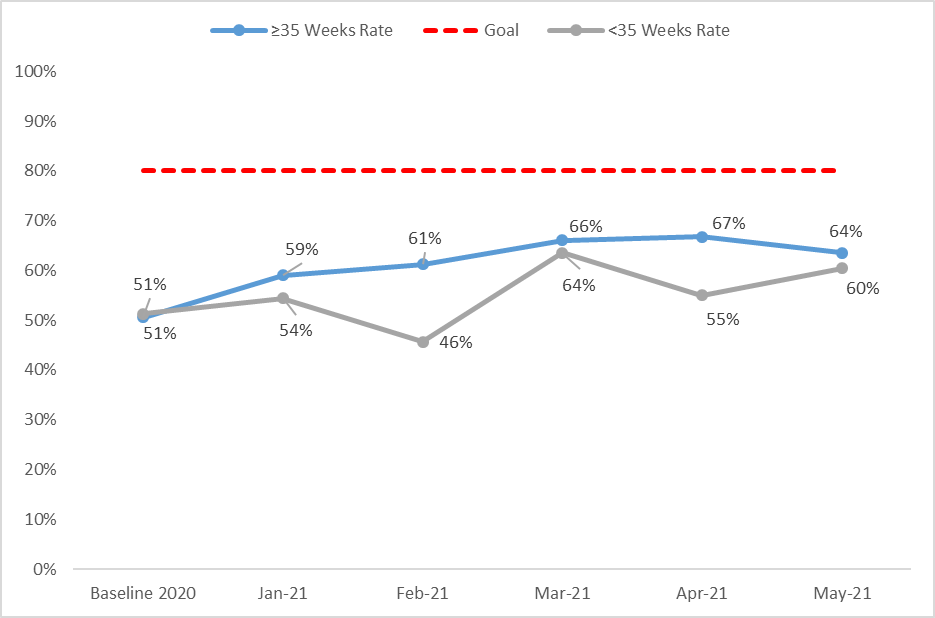 ≥35 Weeks Rate Goal <35 Weeks Rate
100%
90%
80%
70%
60%
50%
40%
30%
20%
10%
0%
51% 59% 61% 66% 67% 64%
51% 54% 46% 64% 55% 60%
Baseline 2020 Jan-21 Feb-21 Mar-21 Apr-21 May-21